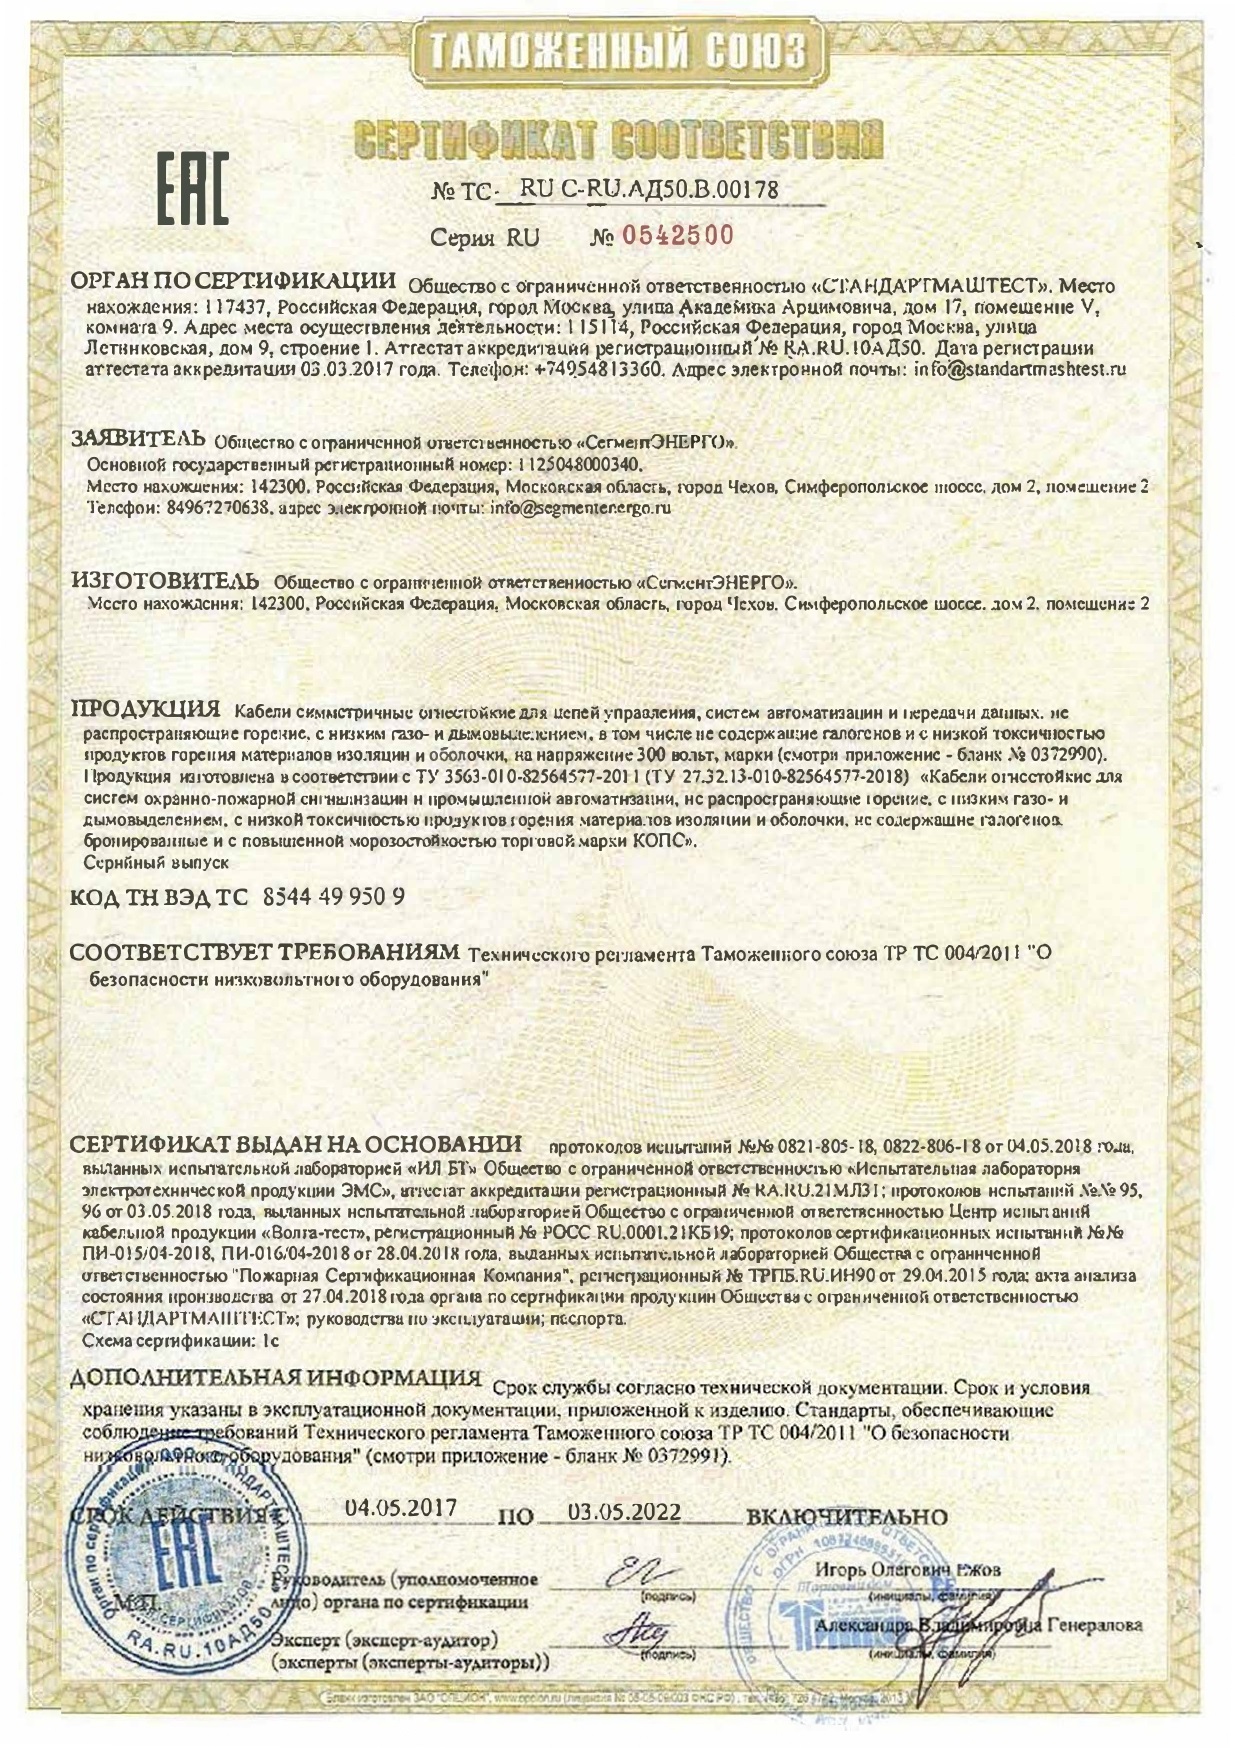 ТАМОЖЕННЫЙ СОЮЗ
СЕРТИФИКАТ СООТВЕТСТВИЯ
ЕАС
№ ТС- RU C-RU.АД50.В.00178
Серия RU № 0542500
ОРГАН ПО СЕРТИФИКАЦИИ Общество с ограниченной ответственностью «СТАНДАРТМАШТЕСТ». Место
нахождения: 117437, Российская Федерация, город Москва, улица Академика Арцимовича, дом 17, помещение V,
комната 9. Адрес места осуществления деятельности: 115114, Российская Федерация, город Москва, улица
Летниковская, дом 9, строение 1. Аттестат аккредитации регистрационный № RA.RU.10АД50. Дата регистрации
аттестата аккредитации 03.03.2017 года. Телефон: +74954813360. Адрес электронной почты: info@standartmashtest.ru
ЗАЯВИТЕЛЬ Общество с ограниченной ответственностью «СегментЭНЕРГО».
Основной государственный регистрационный номер: 1125048000340.
Место нахождения: 142300, Российская Федерация, Московская область, город Чехов, Симферопольское шоссе, дом 2, помещение 2
Телефон: 84967270638, адрес электронной почты: info@segmentenergo.ru
ИЗГОТОВИТЕЛЬ Общество с ограниченной ответственностью «СегментЭНЕРГО».
Место нахождения: 142300, Российская Федерация, Московская область, город Чехов, Симферопольское шоссе, дом 2, помещение 2
ПРОДУКЦИЯ Кабели симметричные огнестойкие для цепей управления, систем автоматизации и передачи данных, не
распространяющие горение, с низким газо- и дымовыделением, в том числе не содержащие галогенов и с низкой токсичностью
продуктов горения материалов изоляции и оболочки, на напряжение 300 вольт, марки (смотри приложение - бланк № 0372990).
Продукция изготовлена в соответствии с ТУ 3563-010-82564577-2011 (ТУ 27.32.13-010-82564577-2018) «Кабели огнестойкие для
систем охранно-пожарной сигнализации и промышленной автоматизации, не распространяющие горение, с низким газо- и
дымовыделением, с низкой токсичностью продуктов горения материалов изоляции и оболочки, не содержащие галогенов,
бронированные и с повышенной морозостойкостью торговой марки КОПС».
Серийный выпуск
КОД ТН ВЭД ТС 8544 49 950 9
СООТВЕТСТВУЕТ ТРЕБОВАНИЯМ Технического регламента Таможенного союза ТР ТС 004/2011 "О
безопасности низковольтного оборудования"
СЕРТИФИКАТ ВЫДАН НА ОСНОВАНИИ протоколов испытаний №№ 0821-805-18, 0822-806-18 от 04.05.2018 года,
выданных испытательной лабораторией «ИЛ БТ» Общество с ограниченной ответственностью «Испытательная лаборатория
электротехнической продукции ЭМС», аттестат аккредитации регистрационный № RA.RU.21МЛ31; протоколов испытаний №№ 95,
96 от 03.05.2018 года, выданных испытательной лабораторией Общество с ограниченной ответственностью Центр испытаний
кабельной продукции «Волга-тест», регистрационный № РОСС RU.0001.21КБ19; протоколов сертификационных испытаний №№
ПИ-015/04-2018, ПИ-016/04-2018 от 28.04.2018 года, выданных испытательной лабораторией Общества с ограниченной
ответственностью "Пожарная Сертификационная Компания", регистрационный № ТРПБ.RU.ИН90 от 29.04.2015 года; акта анализа
состояния производства от 27.04.2018 года органа по сертификации продукции Общества с ограниченной ответственностью
«СТАНДАРТМАШТЕСТ»; руководства по эксплуатации; паспорта.
Схема сертификации: 1с
ДОПОЛНИТЕЛЬНАЯ ИНФОРМАЦИЯ Срок службы согласно технической документации. Срок и условия
хранения указаны в эксплуатационной документации, приложенной к изделию. Стандарты, обеспечивающие
соблюдение требований Технического регламента Таможенного союза ТР ТС 004/2011 "О безопасности
низковольтного оборудования" (смотри приложение - бланк № 0372991).
СРОК ДЕЙСТВИЯ С 04.05.2017 ПО 03.05.2022 ВКЛЮЧИТЕЛЬНО
М.П.
Руководитель (уполномоченное
лицо) органа по сертификации
(подпись)
Игорь Олегович Ежов
(инициалы, фамилия)
Эксперт (эксперт-аудитор)
(эксперты (эксперты-аудиторы))
(подпись)
Александра Владимировна Генералова
(инициалы, фамилия)
ЕАС
RA.RU.10АД50